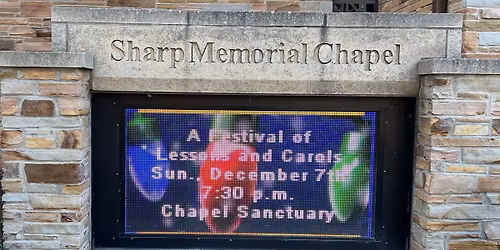 Sharp Memorial Chapel
A Festival of
Lessons and Carols
Sun., December 7th
7:30 p.m.
Chapel Sanctuary